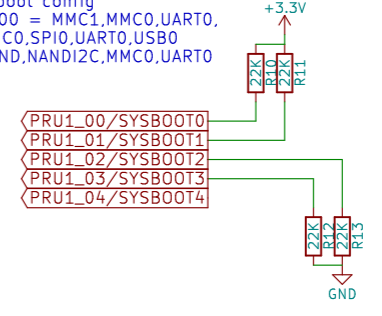 boot config
00 = MMC1,MMC0,UART0,
C0,SPI0,UART0,USB0
ND,NANDI2C,MMC0,UART0
+3.3V
22K R10
22K R11
PRU1_00/SYSBOOT0
PRU1_01/SYSBOOT1
PRU1_02/SYSBOOT2
PRU1_03/SYSBOOT3
PRU1_04/SYSBOOT4
22K R12
22K R13
GND